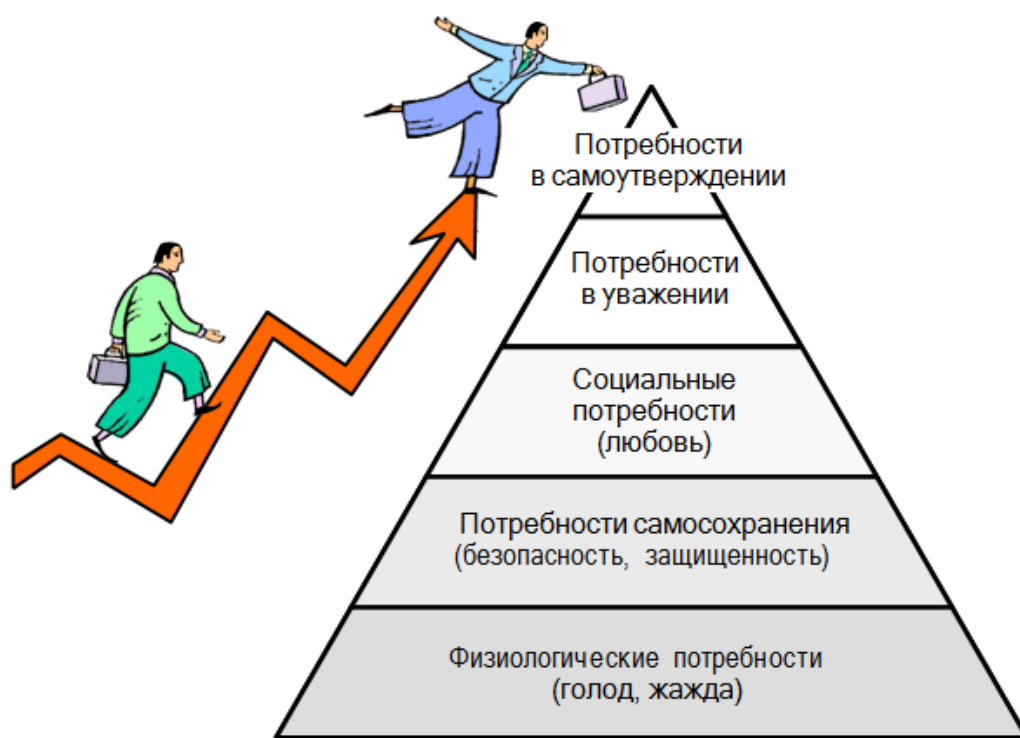 Потребности
в самоутверждении
Потребности
в уважении
Социальные
потребности
(любовь)
Потребности самосохранения
(безопасность, защищенность)
Физиологические потребности
(голод, жажда)